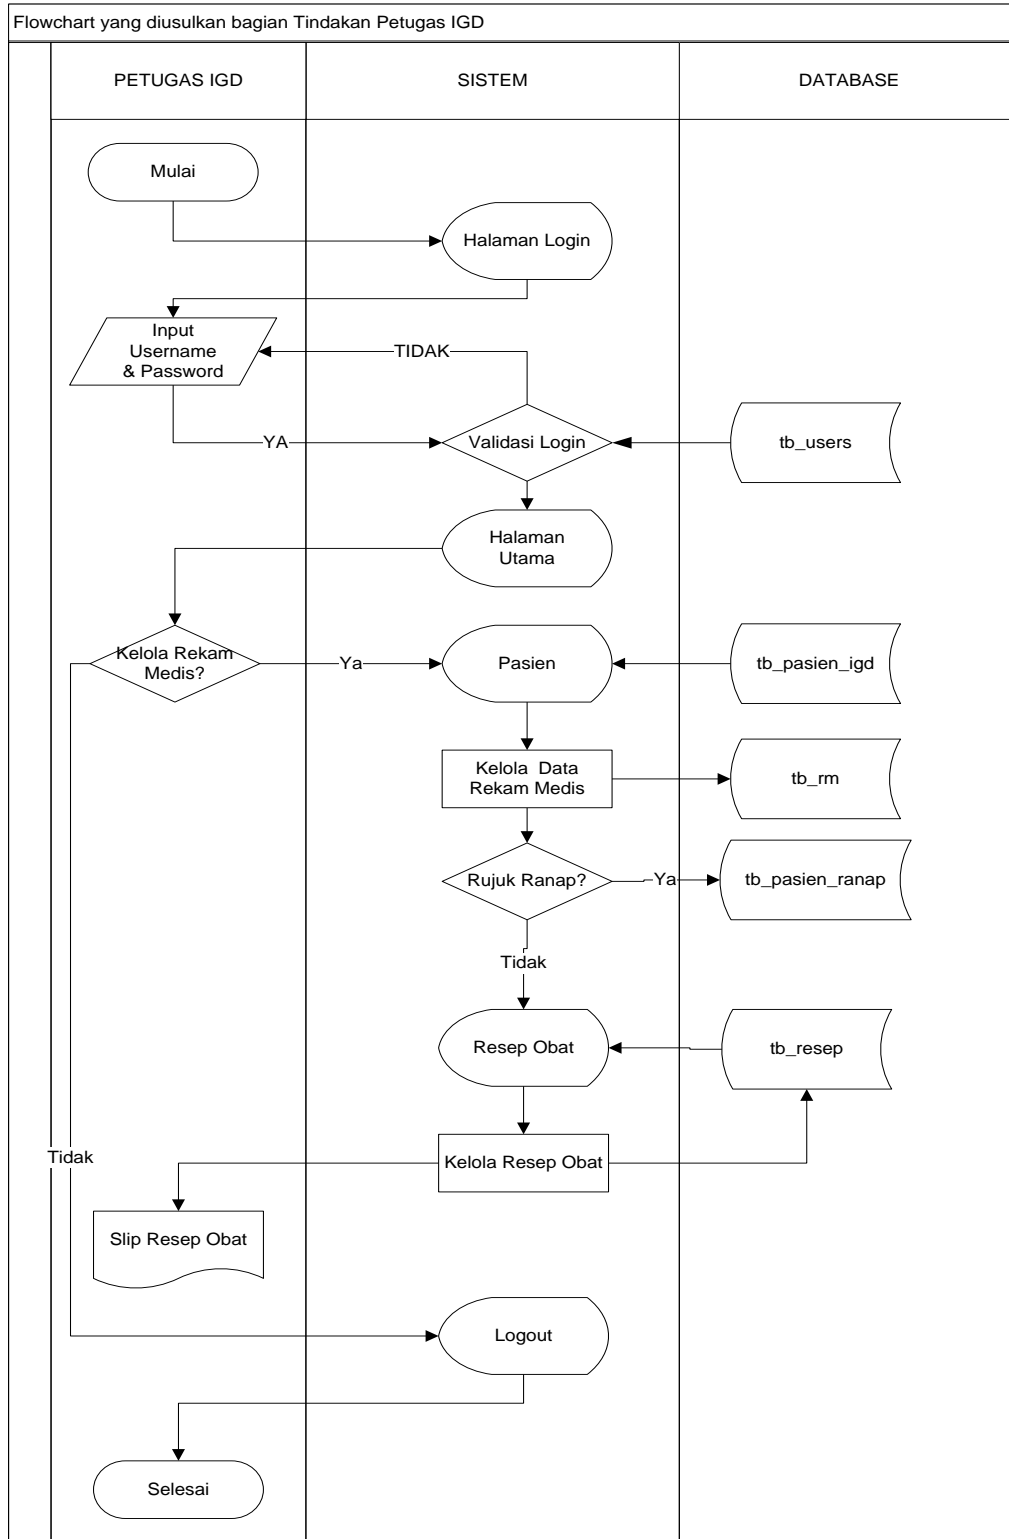 Flowchart yang diusulkan bagian Tindakan Petugas IGD
PETUGAS IGD
SISTEM
DATABASE
Mulai
Halaman Login
Input
Username
& Password
TIDAK
YA
Validasi Login
tb_users
Halaman
Utama
Kelola Rekam
Medis?
Ya
Pasien
tb_pasien_igd
Kelola Data
Rekam Medis
tb_rm
Rujuk Ranap?
Ya
tb_pasien_ranap
Tidak
Resep Obat
tb_resep
Tidak
Kelola Resep Obat
Slip Resep Obat
Logout
Selesai